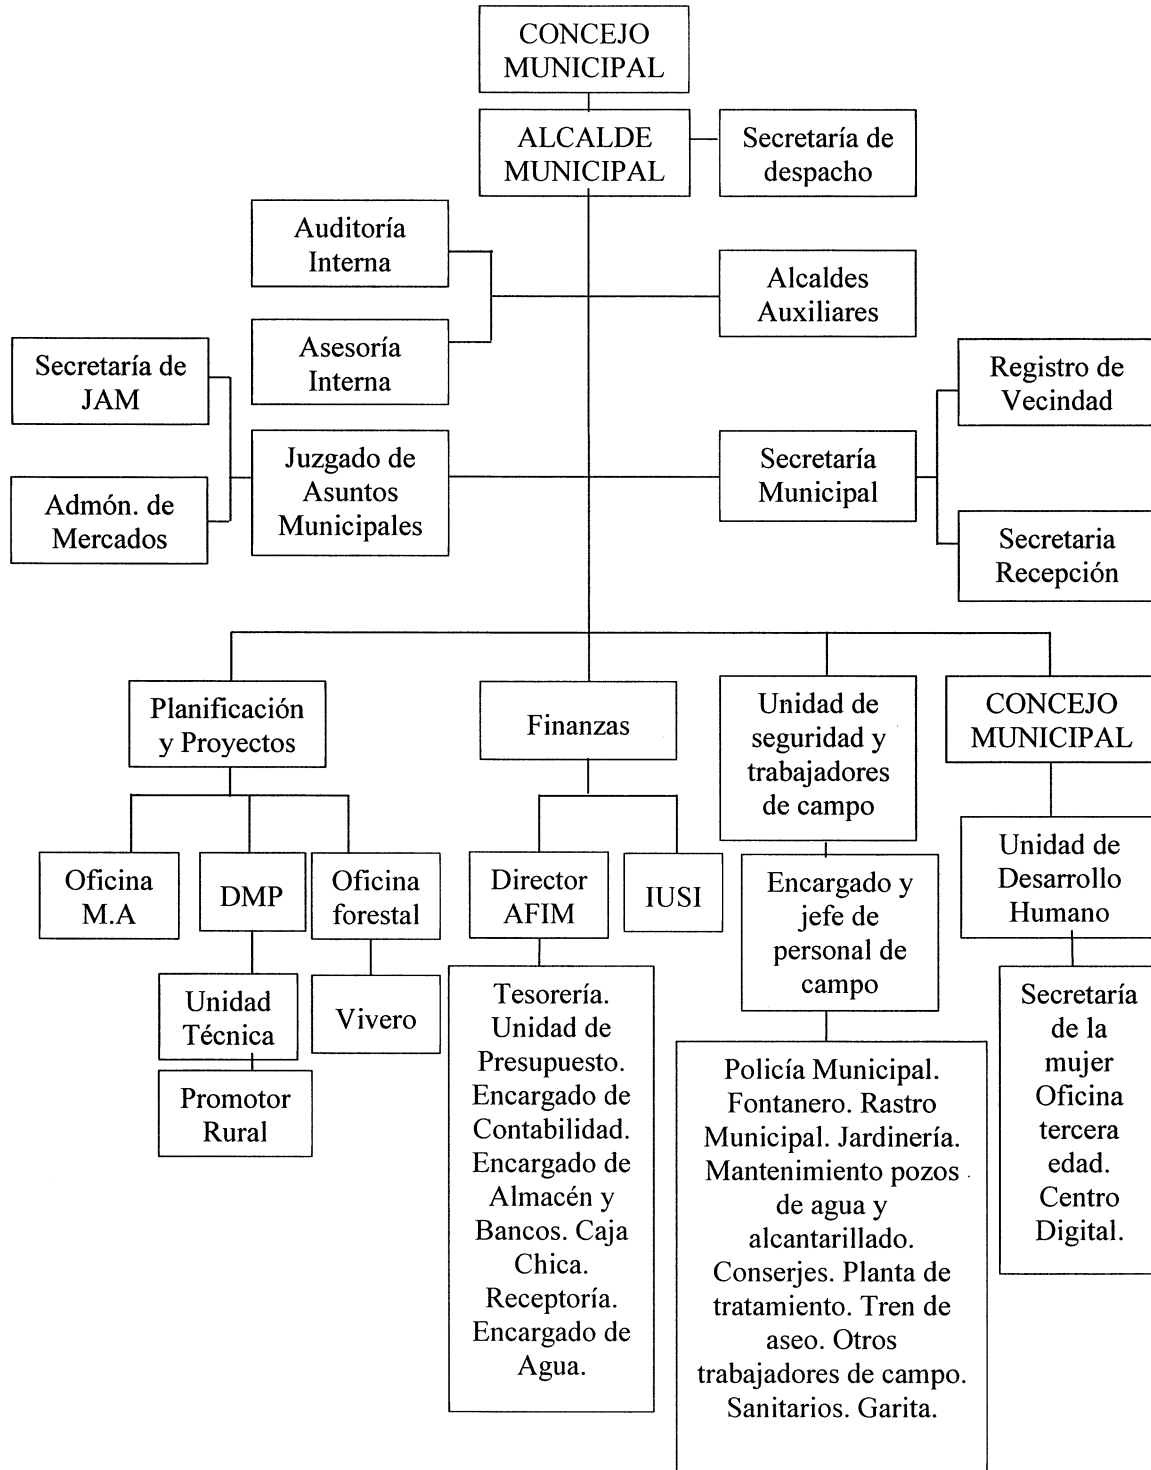 CONCEJO
MUNICIPAL
ALCALDE
MUNICIPAL
Secretaría de
despacho
Auditoría
Interna
Alcaldes
Auxiliares
Asesoría
Interna
Secretaría de
JAM
Registro de
Vecindad
Juzgado de
Asuntos
Municipales
Secretaría
Municipal
Admón. de
Mercados
Secretaria
Recepción
Planificación
y Proyectos
Finanzas
Unidad de
seguridad y
trabajadores
de campo
CONCEJO
MUNICIPAL
Oficina
M.A
DMP
Oficina
forestal
Director
AFIM
IUSI
Encargado y
jefe de
personal de
campo
Unidad de
Desarrollo
Humano
Unidad
Técnica
Vivero
Promotor
Rural
Tesorería.
Unidad de
Presupuesto.
Encargado de
Contabilidad.
Encargado de
Almacén y
Bancos. Caja
Chica.
Receptoría.
Encargado de
Agua.
Policía Municipal.
Fontanero. Rastro
Municipal. Jardinería.
Mantenimiento pozos
de agua y
alcantarillado.
Conserjes. Planta de
tratamiento. Tren de
aseo. Otros
trabajadores de campo.
Sanitarios. Garita.
Secretaría
de la
mujer
Oficina
tercera
edad.
Centro
Digital.